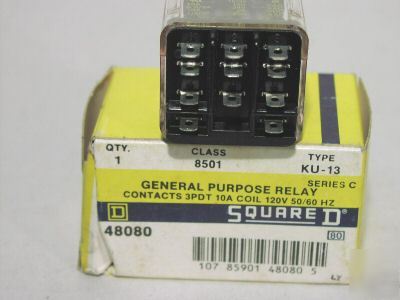 QTY. CLASS TYPE
1 8501 KU-13
SERIES C
GENERAL PURPOSE RELAY
CONTACTS 3PDT 10A COIL 120V 50/60 HZ
D SQUARE D
48080 80
107 85901 48080 5 LY